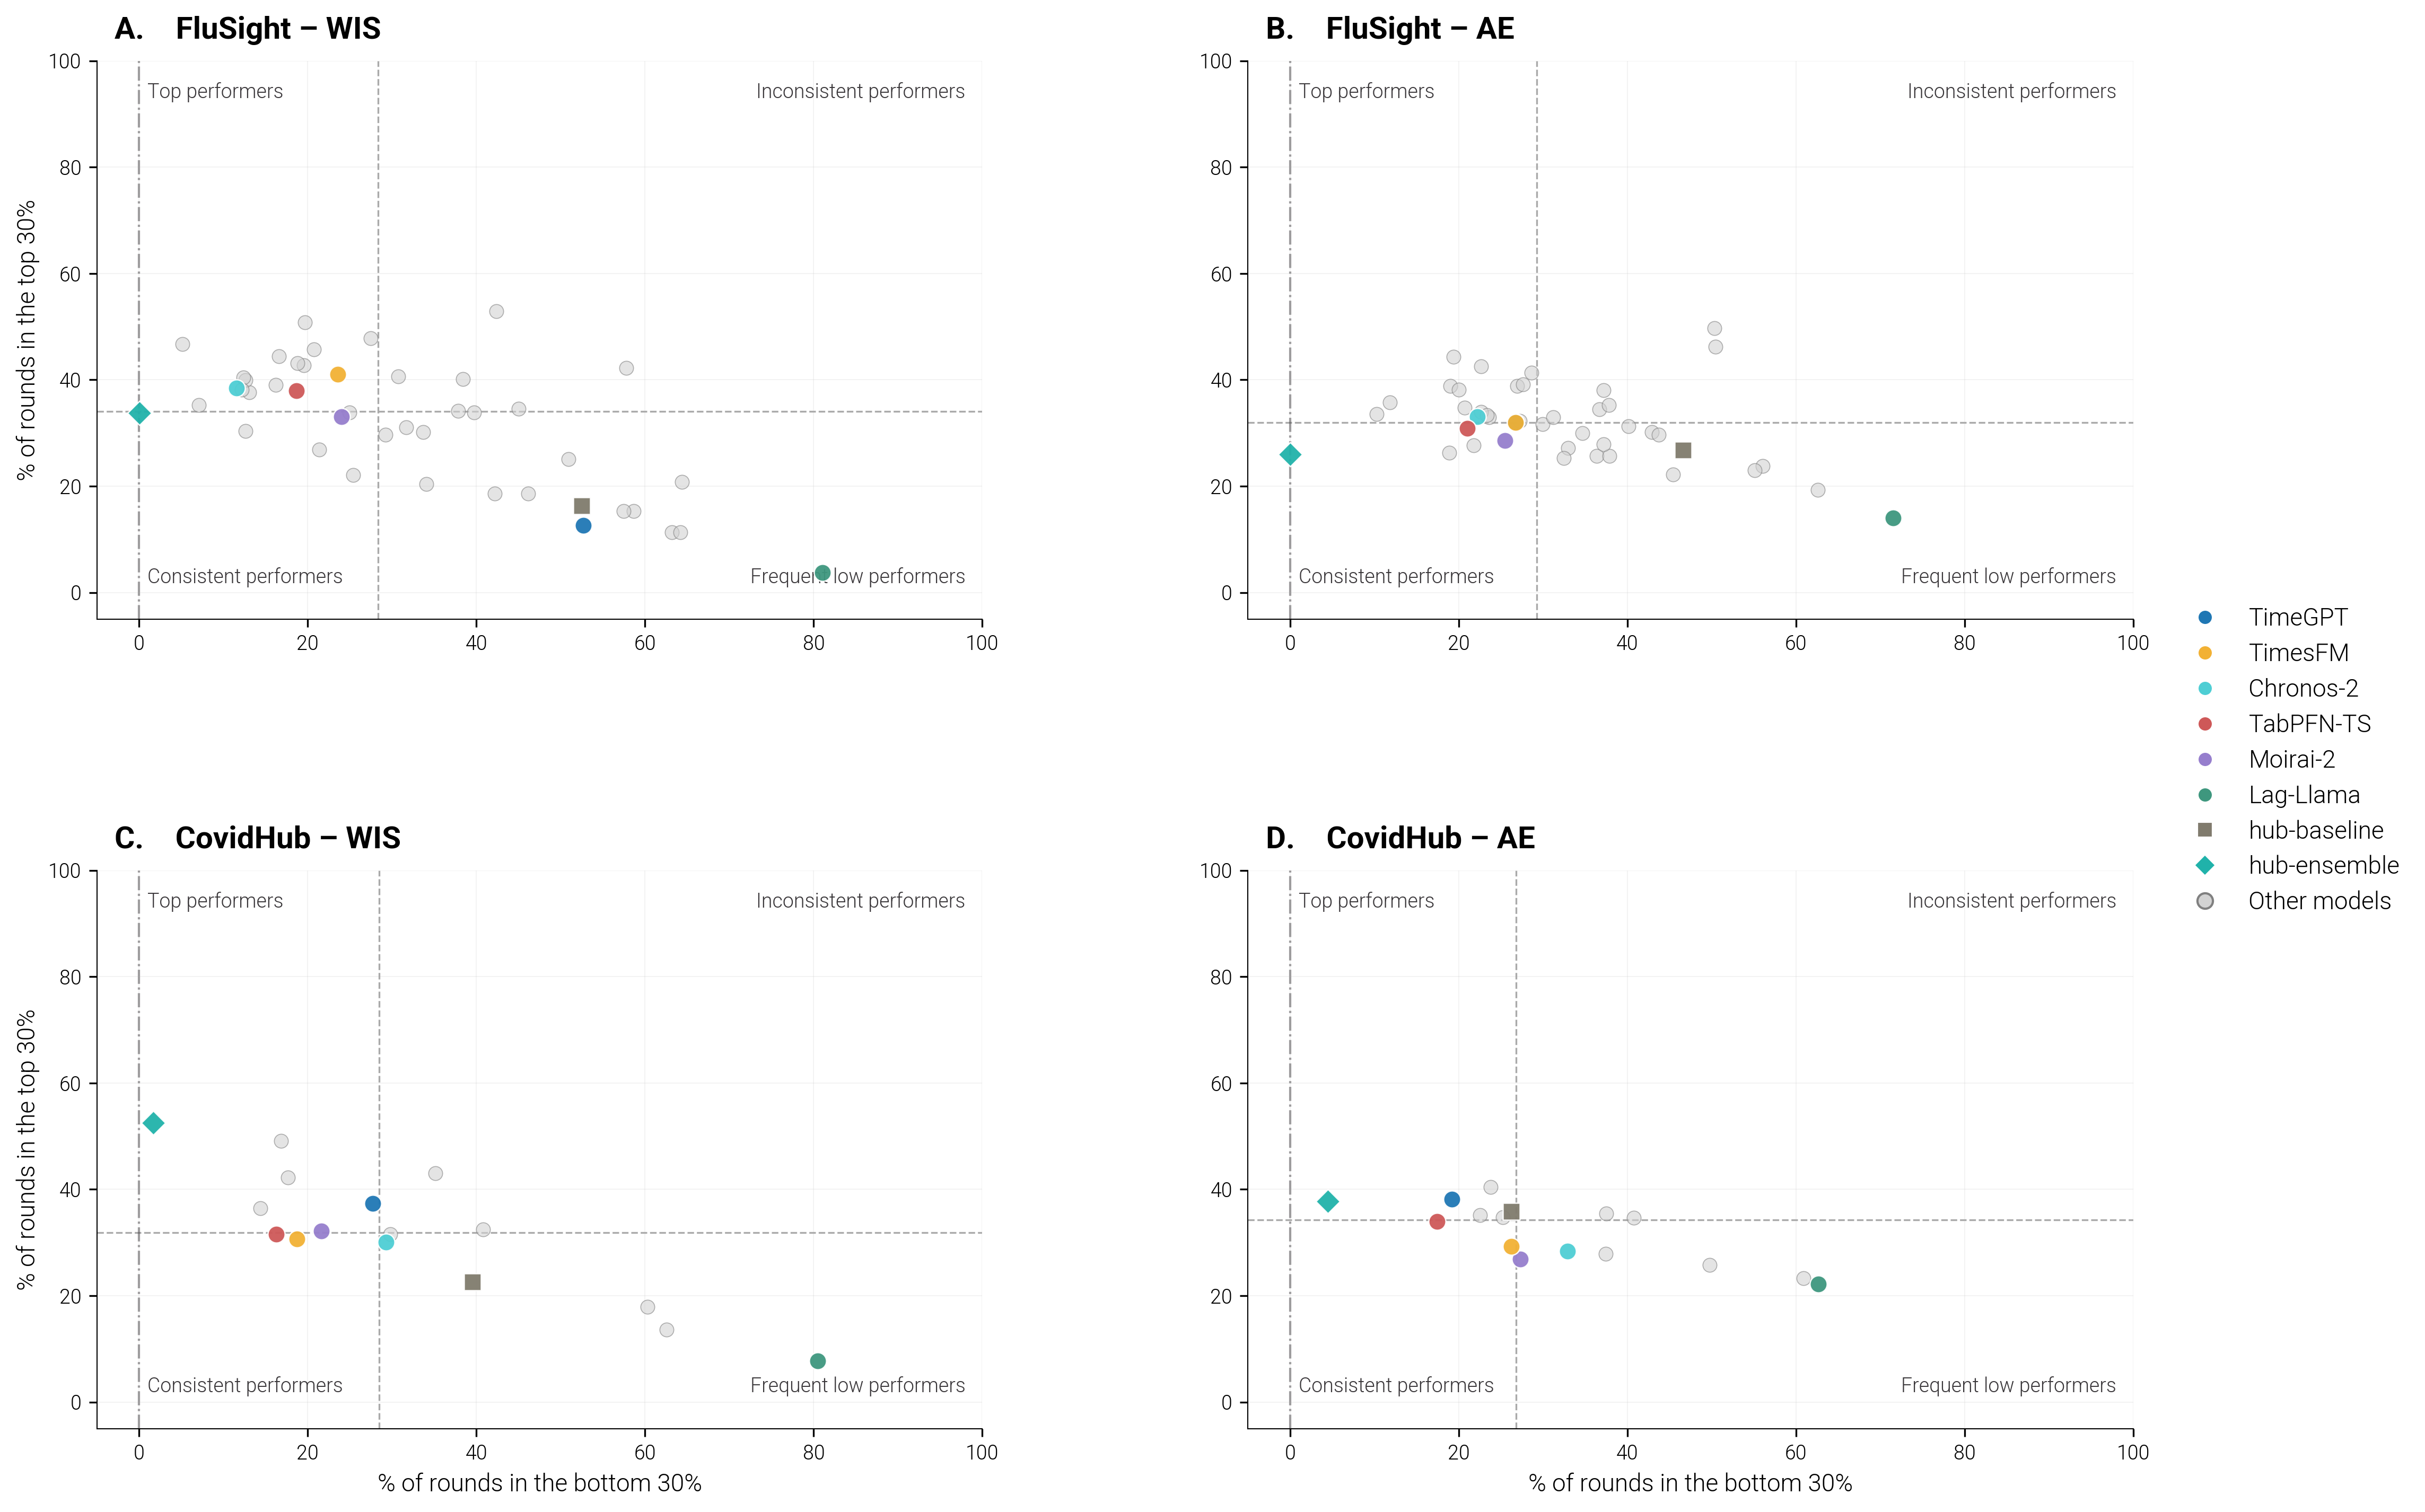 A. FluSight – WIS
% of rounds in the top 30%
100
80
60
40
20
0
Top performers
Inconsistent performers
Consistent performers
Frequent low performers
0 20 40 60 80 100
B. FluSight – AE
100
80
60
40
20
0
Top performers
Inconsistent performers
Consistent performers
Frequent low performers
0 20 40 60 80 100
TimeGPT
TimesFM
Chronos-2
TabPFN-TS
Moirai-2
Lag-Llama
hub-baseline
hub-ensemble
Other models
C. CovidHub – WIS
% of rounds in the top 30%
100
80
60
40
20
0
Top performers
Inconsistent performers
Consistent performers
Frequent low performers
0 20 40 60 80 100
% of rounds in the bottom 30%
D. CovidHub – AE
100
80
60
40
20
0
Top performers
Inconsistent performers
Consistent performers
Frequent low performers
0 20 40 60 80 100
% of rounds in the bottom 30%